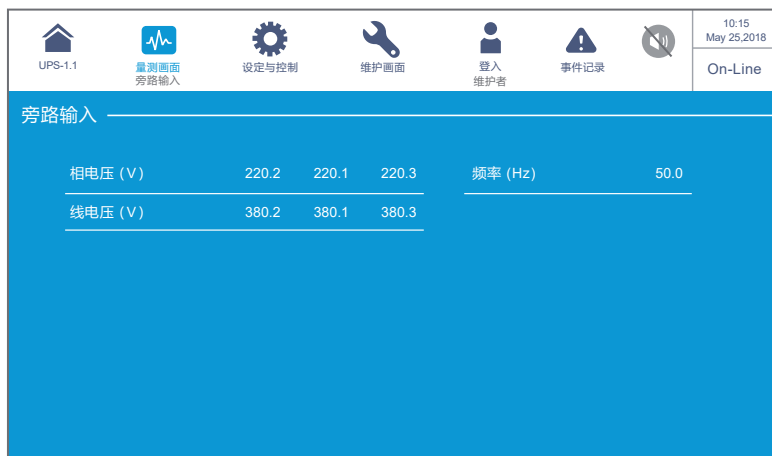 10:15
May 25,2018
UPS-1.1
量测画面
旁路输入
设定与控制
维护画面
登入
维护者
事件记录
On-Line
旁路输入
相电压 (V) 220.2 220.1 220.3
频率 (Hz) 50.0
线电压 (V) 380.2 380.1 380.3